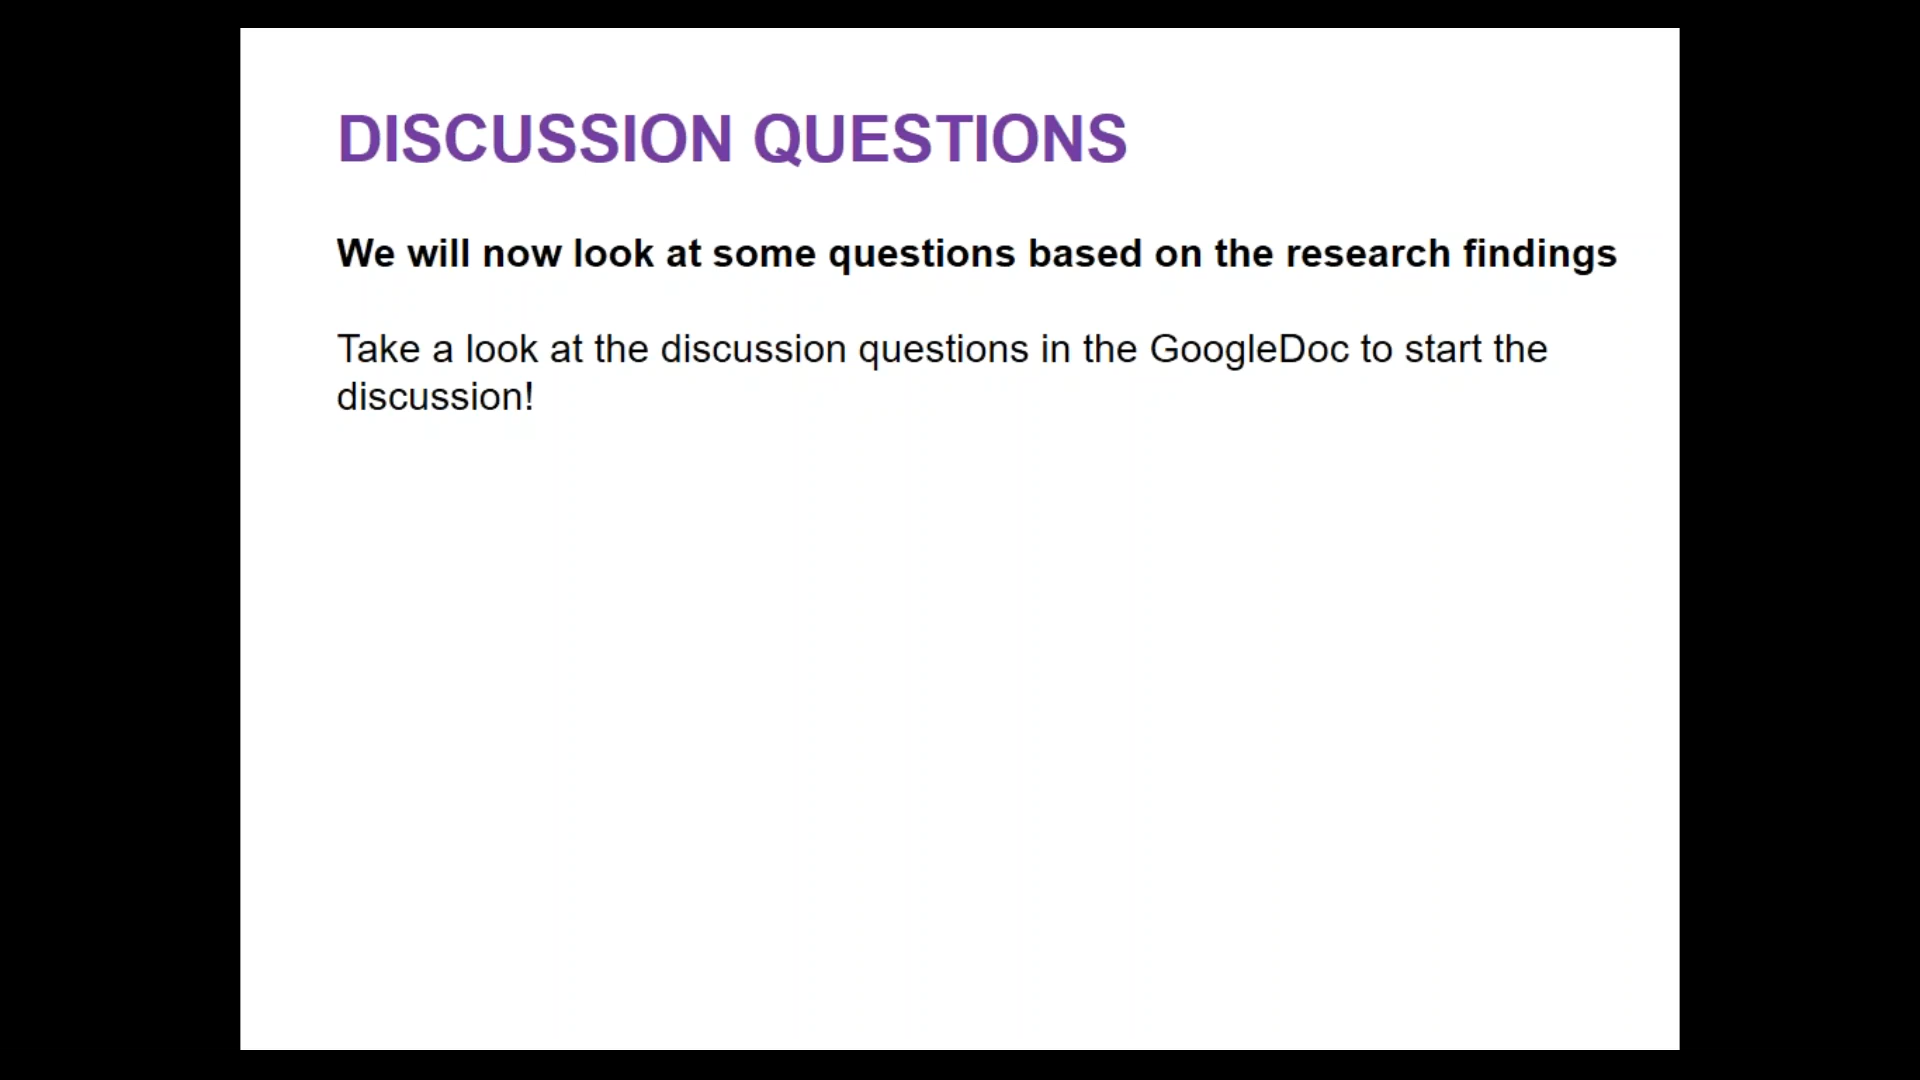 DISCUSSION QUESTIONS
We will now look at some questions based on the research findings
Take a look at the discussion questions in the GoogleDoc to start the
discussion!